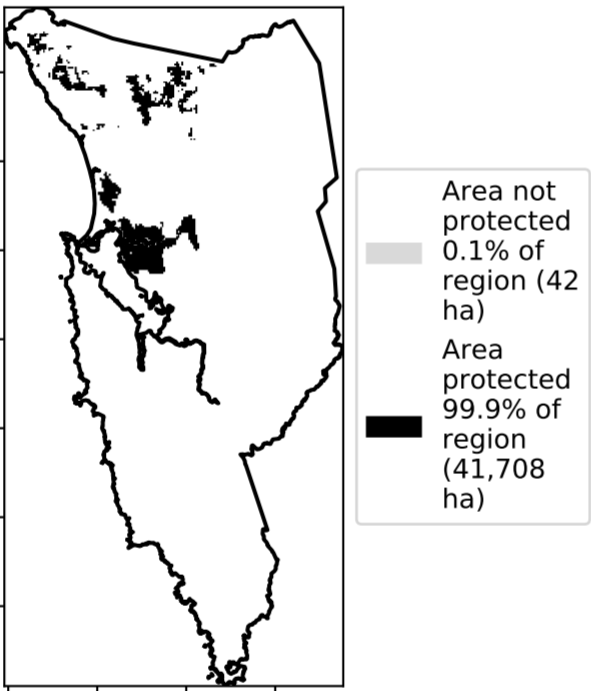 Area not
protected
0.1% of
region (42
ha)
Area
protected
99.9% of
region
(41,708
ha)